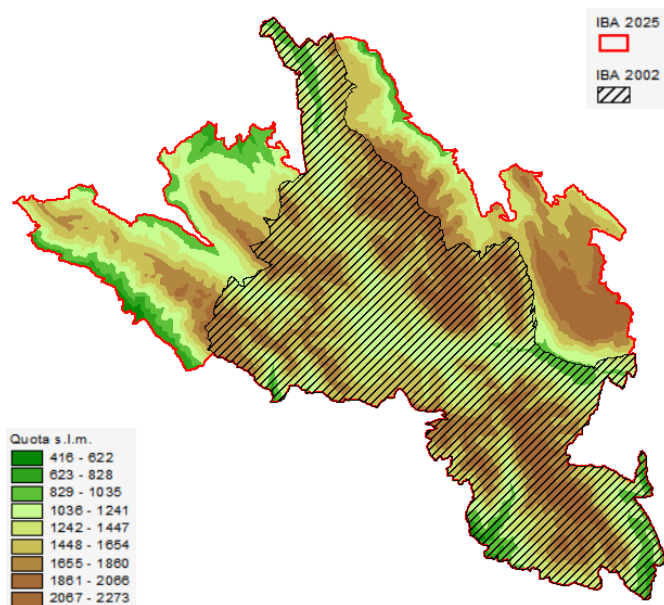 IBA 2025
IBA 2002
Quota s.l.m.
416 - 622
623 - 828
829 - 1035
1036 - 1241
1242 - 1447
1448 - 1654
1655 - 1860
1861 - 2066
2067 - 2273